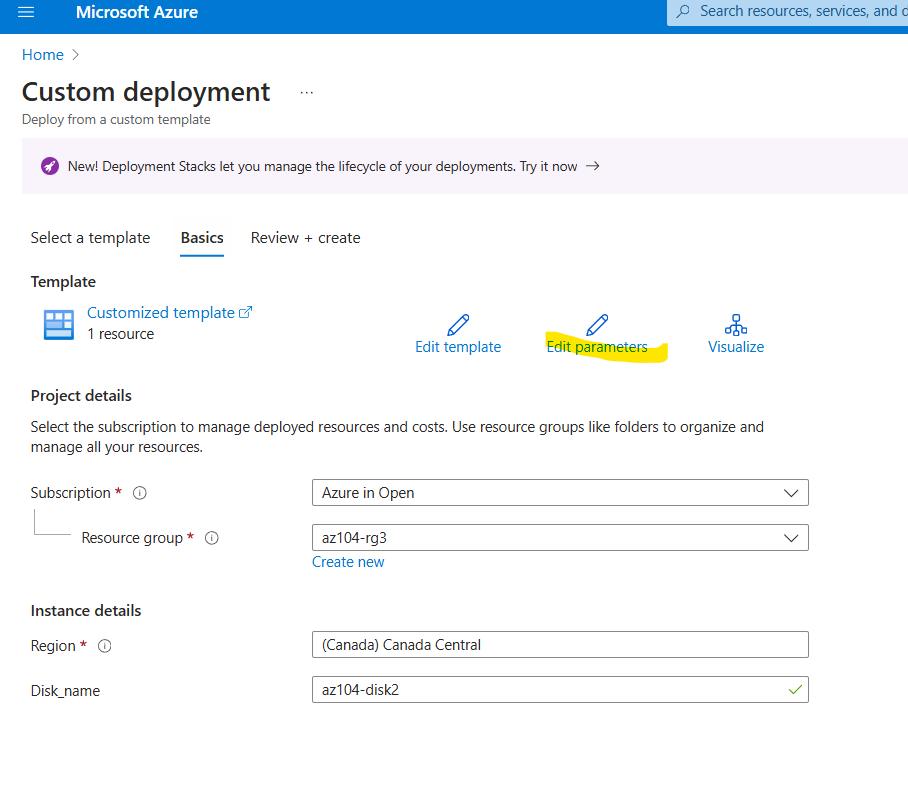 Microsoft Azure
Search resources, services, and
Home
Custom deployment ...
Deploy from a custom template
New! Deployment Stacks let you manage the lifecycle of your deployments. Try it now →
Select a template Basics Review + create
Template
Customized template
1 resource
Edit template Edit parameters Visualize
Project details
Select the subscription to manage deployed resources and costs. Use resource groups like folders to organize and
manage all your resources.
Subscription * Azure in Open
Resource group * az104-rg3
Create new
Instance details
Region * (Canada) Canada Central
Disk_name az104-disk2